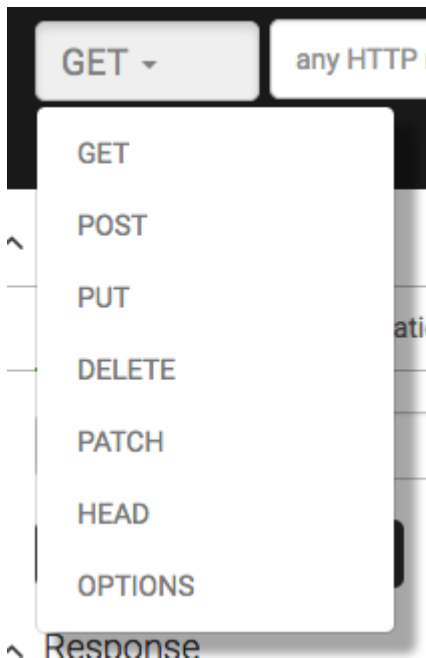 GET
any HTTP
GET
POST
PUT
DELETE
PATCH
HEAD
OPTIONS
Response